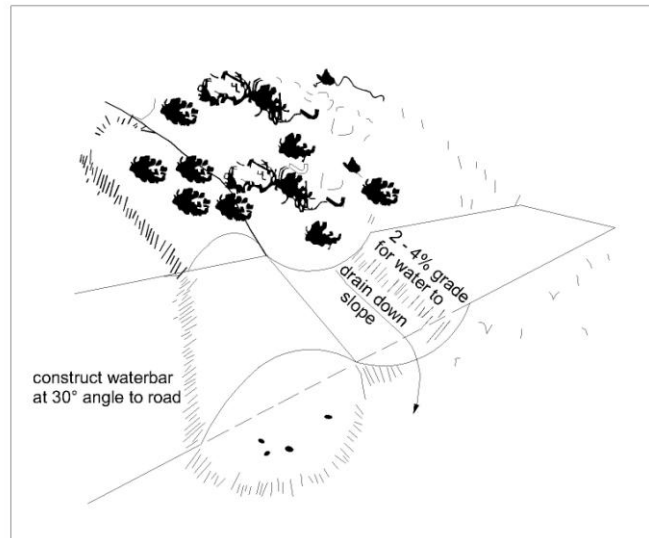 2 - 4% grade
for water to
drain down
slope
construct waterbar
at 30° angle to road